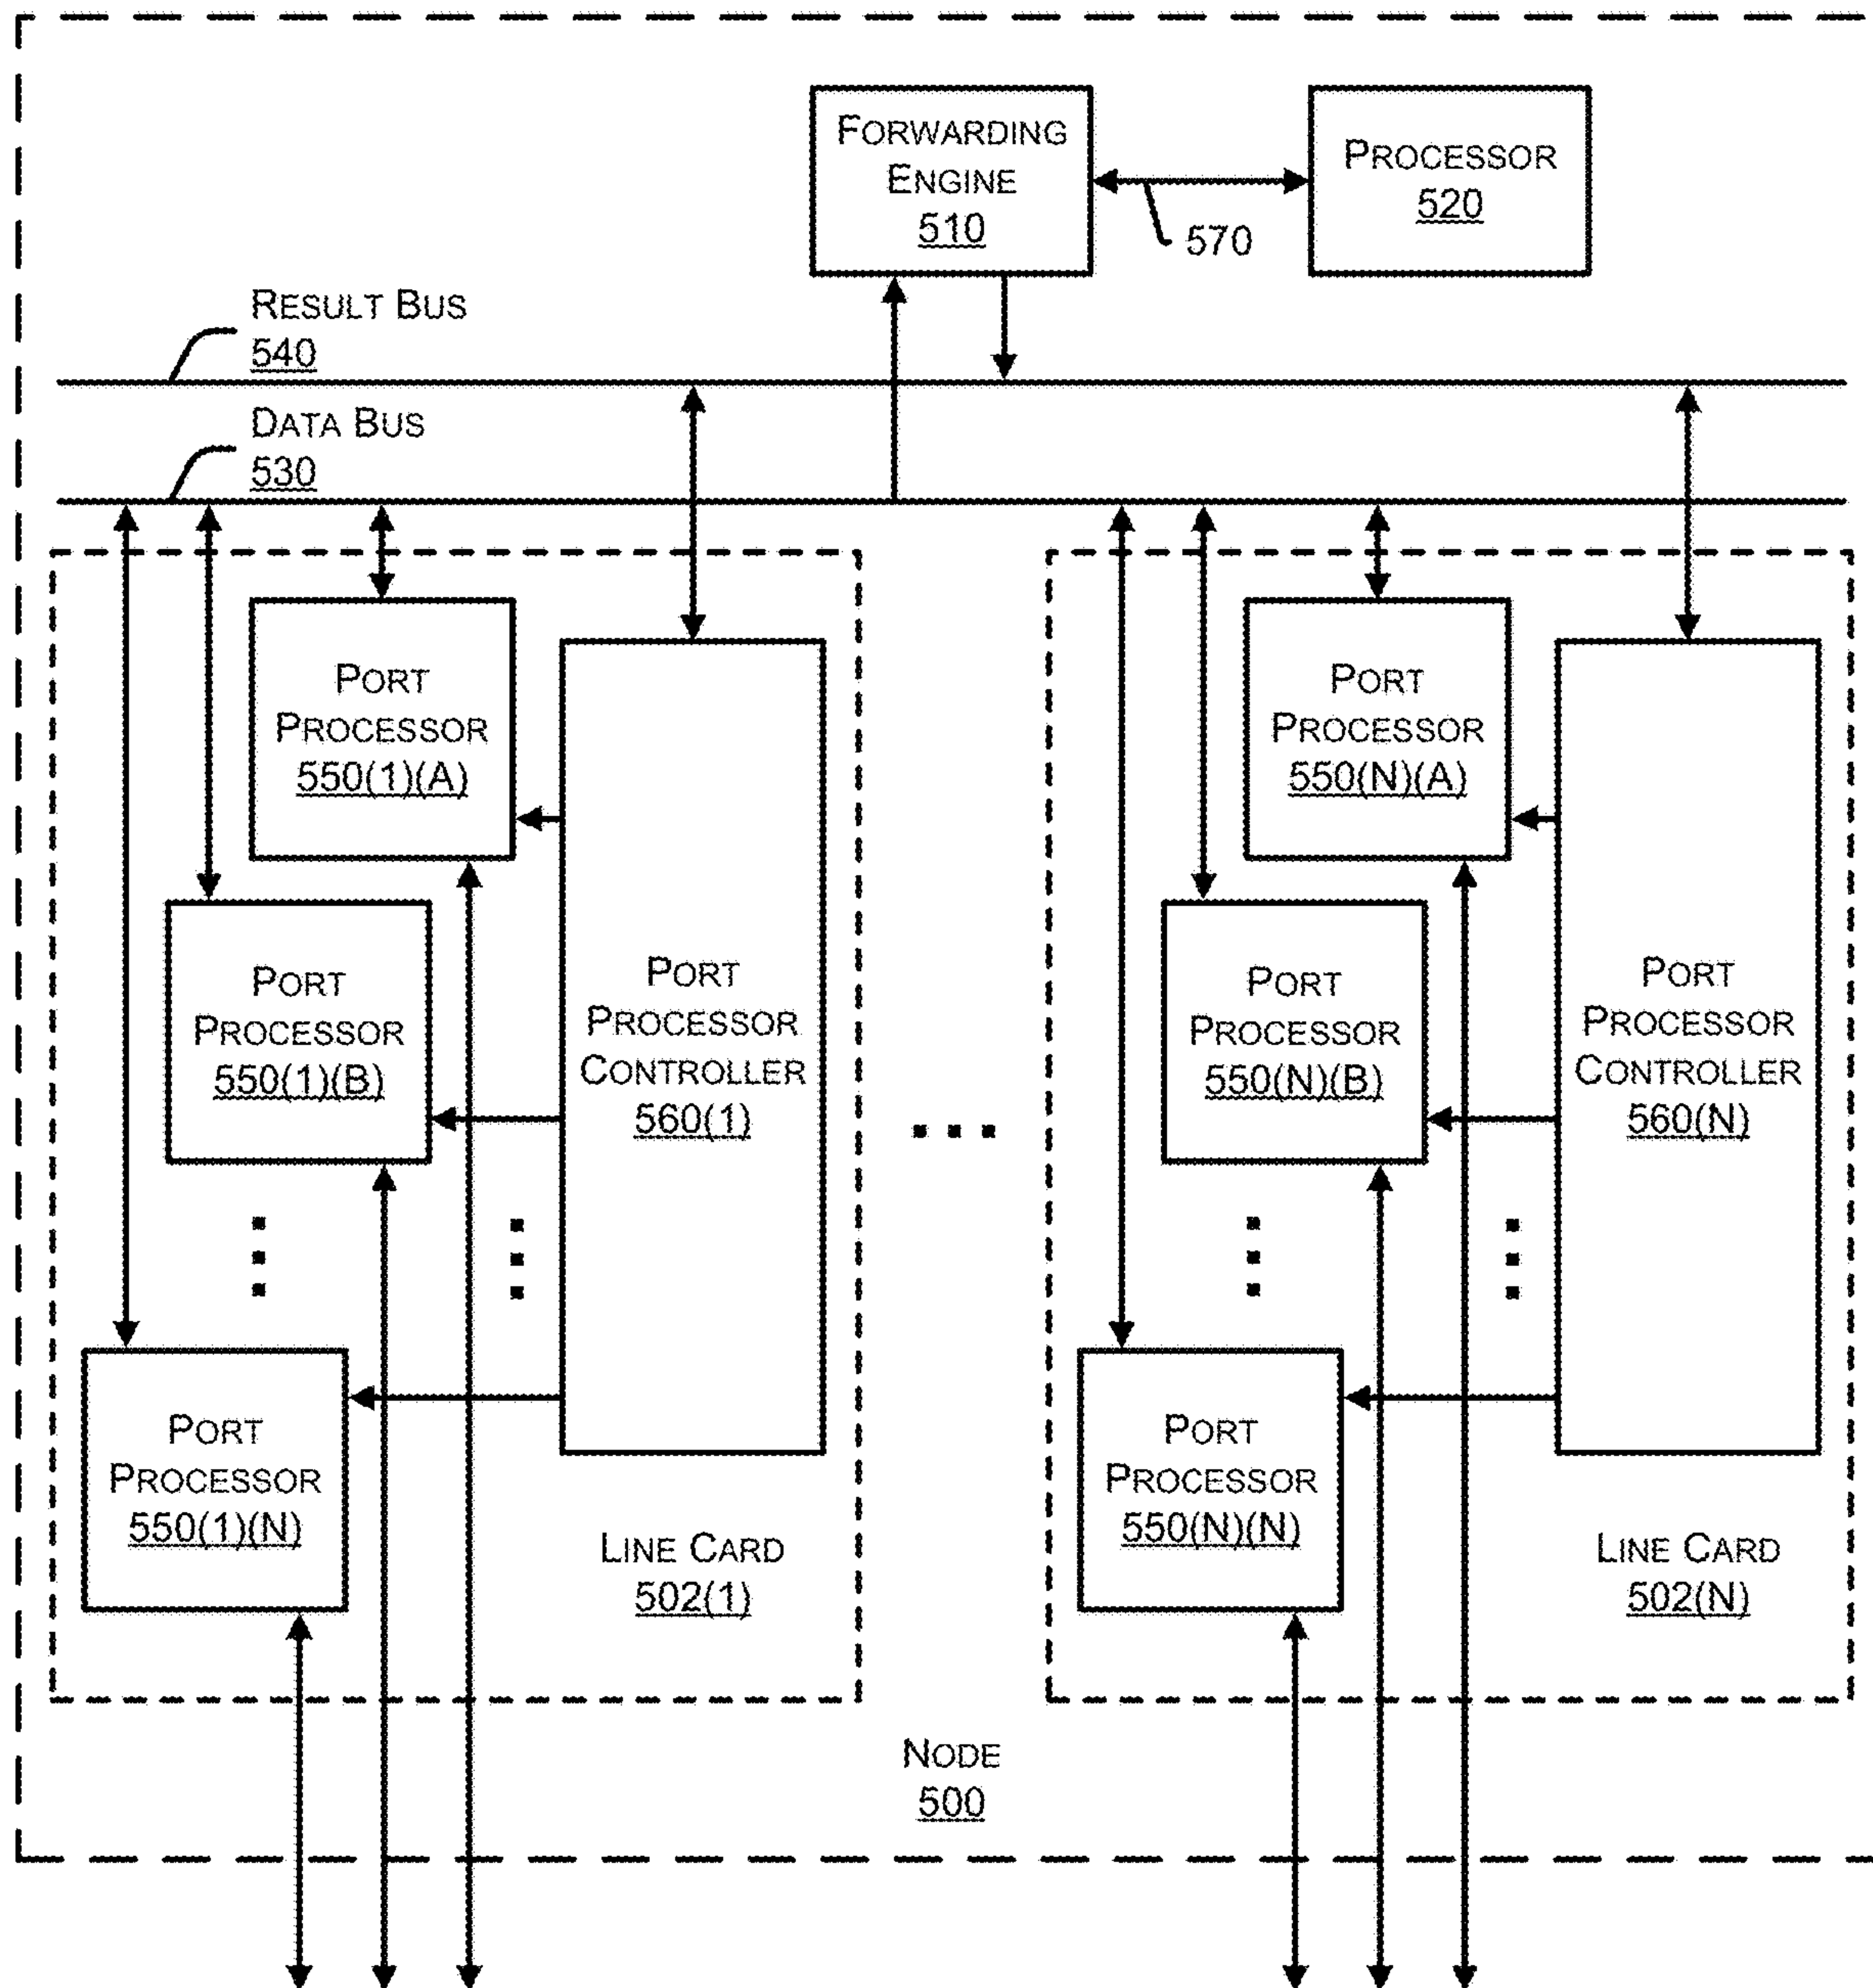 FORWARDING
ENGINE
510
PROCESSOR
520
570
RESULT BUS
540
DATA BUS
530
PORT
PROCESSOR
550(1)(A)
PORT
PROCESSOR
550(1)(B)
PORT
PROCESSOR
550(1)(N)
PORT
PROCESSOR
CONTROLLER
560(1)
LINE CARD
502(1)
PORT
PROCESSOR
550(N)(A)
PORT
PROCESSOR
550(N)(B)
PORT
PROCESSOR
550(N)(N)
PORT
PROCESSOR
CONTROLLER
560(N)
LINE CARD
502(N)
NODE
500